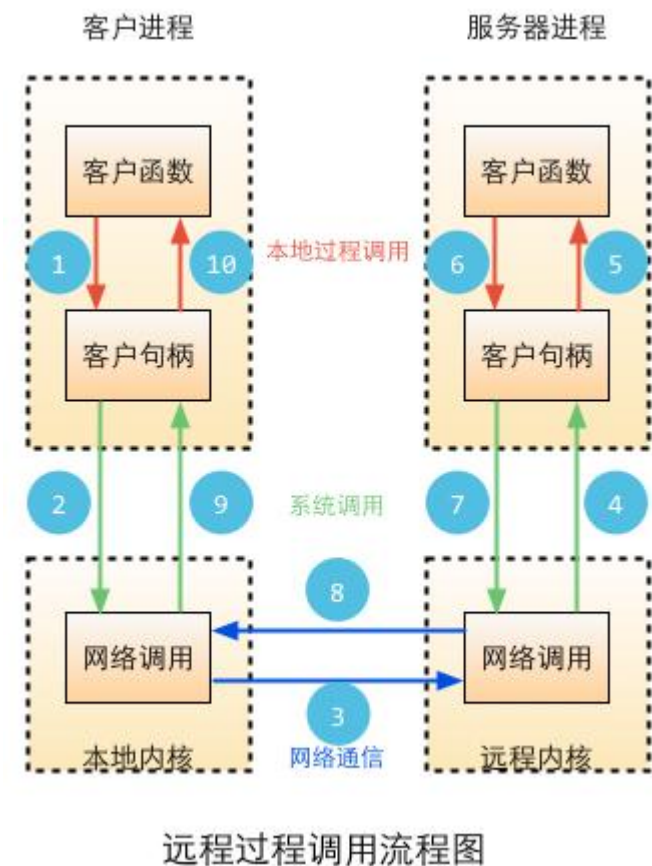 客户进程 服务器进程
客户函数 客户函数
1 10 本地过程调用 6 5
客户句柄 客户句柄
2 9 系统调用 7 4
8
网络调用 网络调用
3
本地内核 网络通信 远程内核
远程过程调用流程图